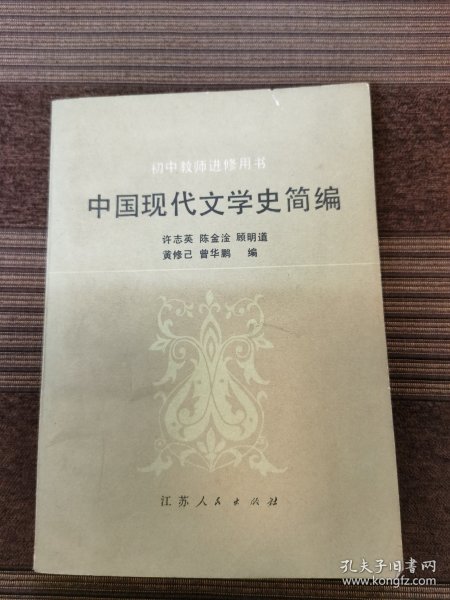 初中教师进修用书
中国现代文学史简编
许志英 陈金淦 顾明道
黄修己 曾华鹏 编
江苏人民出版社
孔夫子旧书网
www.kongfz.com